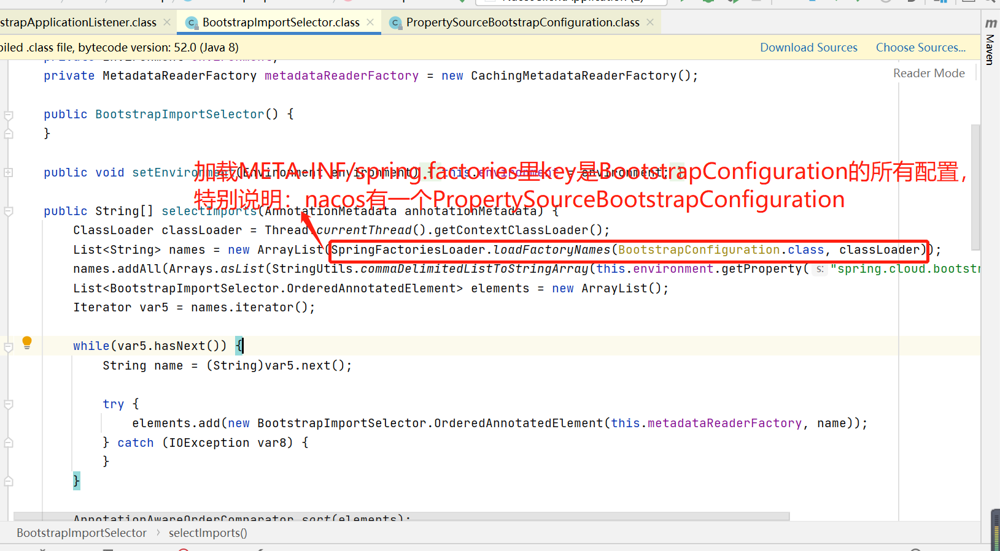 strapApplicationListener.class
BootstrapImportSelector.class
PropertySourceBootstrapConfiguration.class
piled .class file, bytecode version: 52.0 (Java 8)
Download Sources
Choose Sources...
Reader Mode
Maven
private MetadataReaderFactory metadataReaderFactory = new CachingMetadataReaderFactory();
public BootstrapImportSelector() {
}
加载META-INF/spring.factories里key是BootstrapConfiguration的所有配置，
特别说明：nacos有一个PropertySourceBootstrapConfiguration
public void setEnvironment(Environment environment) { this.environment = environment; }
public String[] selectImports(AnnotationMetadata annotationMetadata) {
ClassLoader classLoader = Thread.currentThread().getContextClassLoader();
List<String> names = new ArrayList(SpringFactoriesLoader.loadFactoryNames(BootstrapConfiguration.class, classLoader));
names.addAll(Arrays.asList(StringUtils.commaDelimitedListToStringArray(this.environment.getProperty( s: "spring.cloud.bootstr
List<BootstrapImportSelector.OrderedAnnotatedElement> elements = new ArrayList();
Iterator var5 = names.iterator();
while(var5.hasNext()) {
String name = (String)var5.next();
try {
elements.add(new BootstrapImportSelector.OrderedAnnotatedElement(this.metadataReaderFactory, name));
} catch (IOException var8) {
}
}
AnnotationAwareOrderComparator.sort(elements);
BootstrapImportSelector › selectImports()